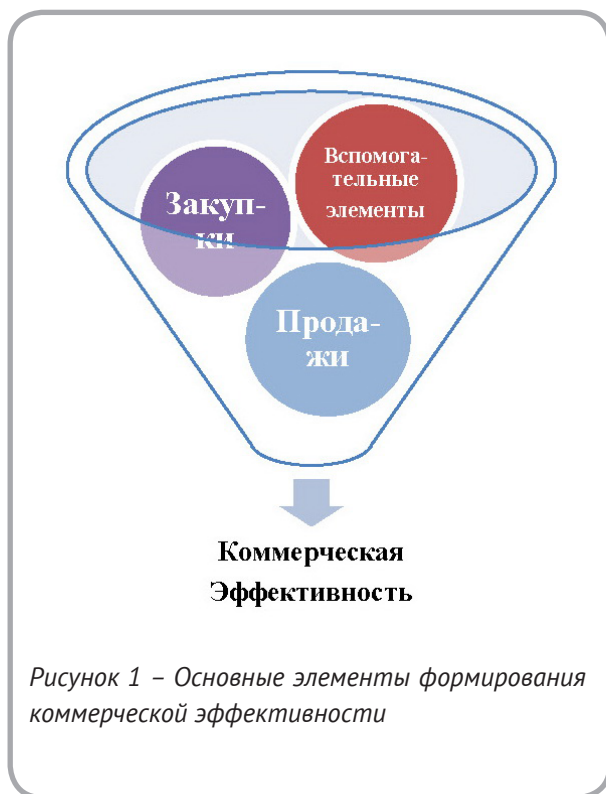 Вспомога-
тельные
элементы
Закуп-
ки
Прода-
жи
Коммерческая
Эффективность
Рисунок 1 – Основные элементы формирования
коммерческой эффективности